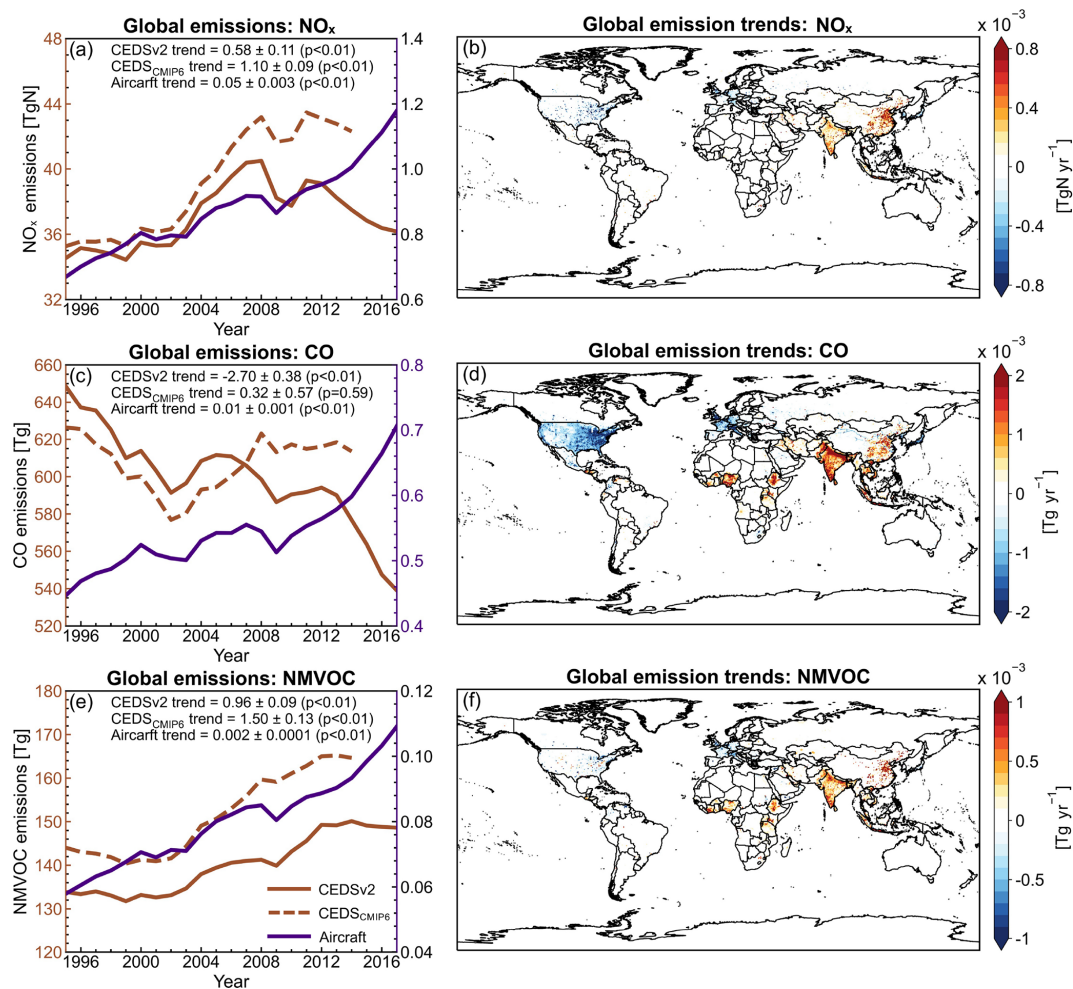 Global emissions: NOₓ
(a)
CEDSv2 trend = 0.58 ± 0.11 (p<0.01)
CEDS_CMIP6 trend = 1.10 ± 0.09 (p<0.01)
Aircarft trend = 0.05 ± 0.003 (p<0.01)
NOₓ emissions [TgN]
48
44
40
36
32
1.4
1.2
1.0
0.8
0.6
1996 2000 2004 2008 2012 2016
Year
Global emission trends: NOₓ
(b)
x 10⁻³
0.8
0.4
0
-0.4
-0.8
[TgN yr⁻¹]
Global emissions: CO
(c)
CEDSv2 trend = -2.70 ± 0.38 (p<0.01)
CEDS_CMIP6 trend = 0.32 ± 0.57 (p=0.59)
Aircarft trend = 0.01 ± 0.001 (p<0.01)
CO emissions [Tg]
660
640
620
600
580
560
540
520
0.8
0.7
0.6
0.5
0.4
1996 2000 2004 2008 2012 2016
Year
Global emission trends: CO
(d)
x 10⁻³
2
1
0
-1
-2
[Tg yr⁻¹]
Global emissions: NMVOC
(e)
CEDSv2 trend = 0.96 ± 0.09 (p<0.01)
CEDS_CMIP6 trend = 1.50 ± 0.13 (p<0.01)
Aircarft trend = 0.002 ± 0.0001 (p<0.01)
NMVOC emissions [Tg]
180
170
160
150
140
130
120
0.12
0.10
0.08
0.06
0.04
CEDSv2
CEDS_CMIP6
Aircraft
1996 2000 2004 2008 2012 2016
Year
Global emission trends: NMVOC
(f)
x 10⁻³
1
0.5
0
-0.5
-1
[Tg yr⁻¹]